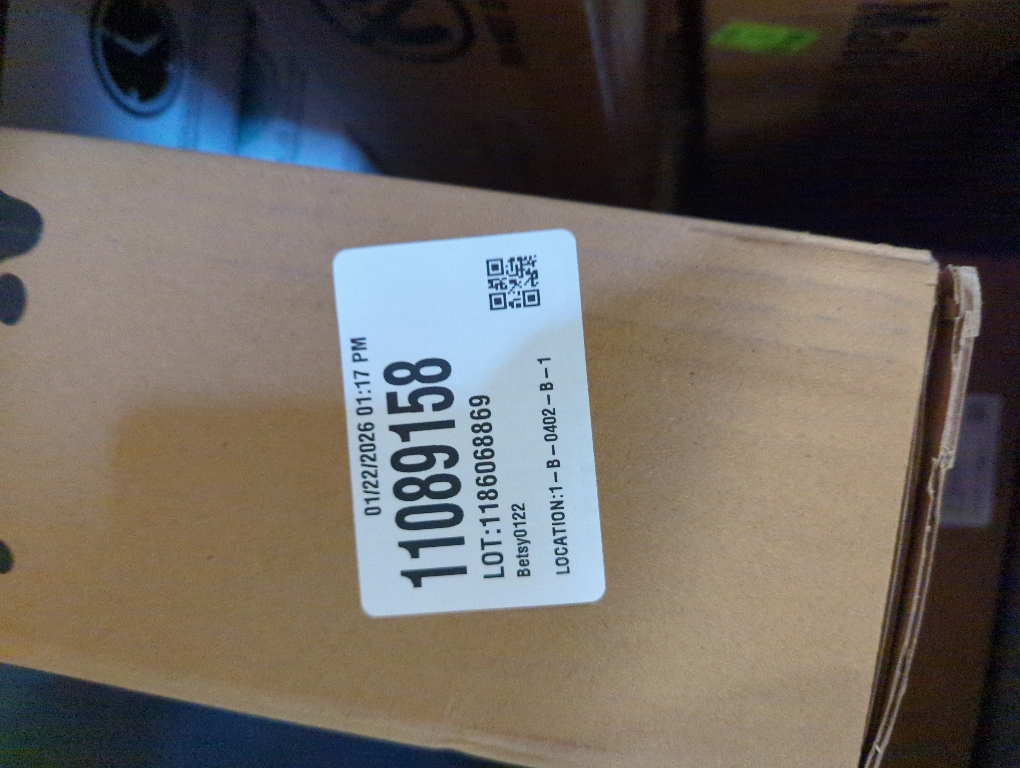 01/22/2026 01:17 PM
11089158
LOT:1186068869
Betsy0122
LOCATION:1-B-0402-B-1